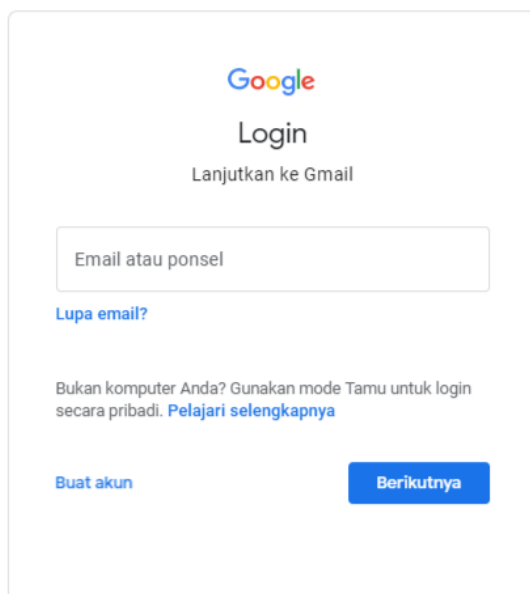 Google
Login
Lanjutkan ke Gmail
Email atau ponsel
Lupa email?
Bukan komputer Anda? Gunakan mode Tamu untuk login
secara pribadi. Pelajari selengkapnya
Buat akun
Berikutnya